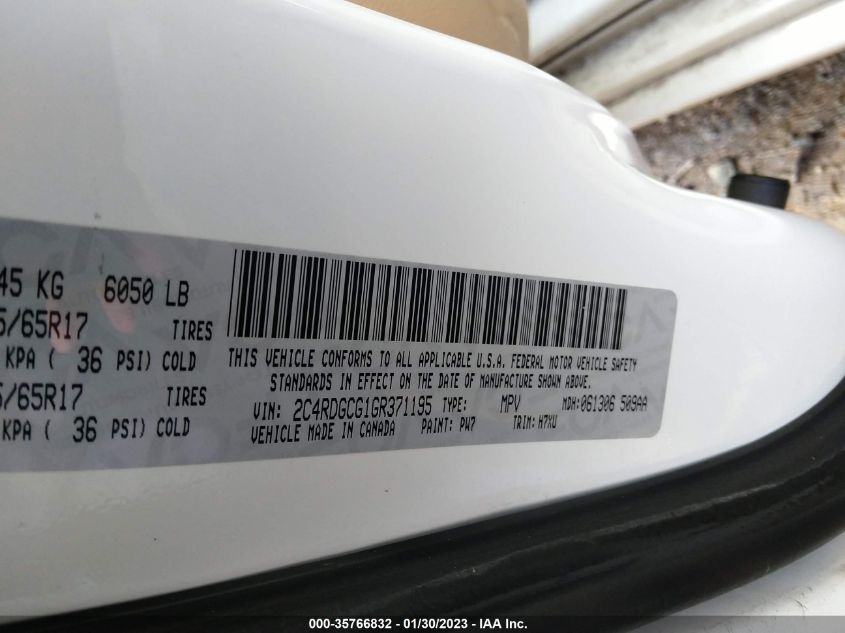 45 KG 6050 LB
5/65R17 TIRES
KPA ( 36 PSI) COLD
5/65R17 TIRES
KPA ( 36 PSI) COLD
THIS VEHICLE CONFORMS TO ALL APPLICABLE U.S.A. FEDERAL MOTOR VEHICLE SAFETY
STANDARDS IN EFFECT ON THE DATE OF MANUFACTURE SHOWN ABOVE.
VIN: 2C4RDGCG1GR371195 TYPE: MPV MDH: 061306 509AA
VEHICLE MADE IN CANADA PAINT: PW7 TRIM: H7XU
000-35766832 - 01/30/2023 - IAA Inc.